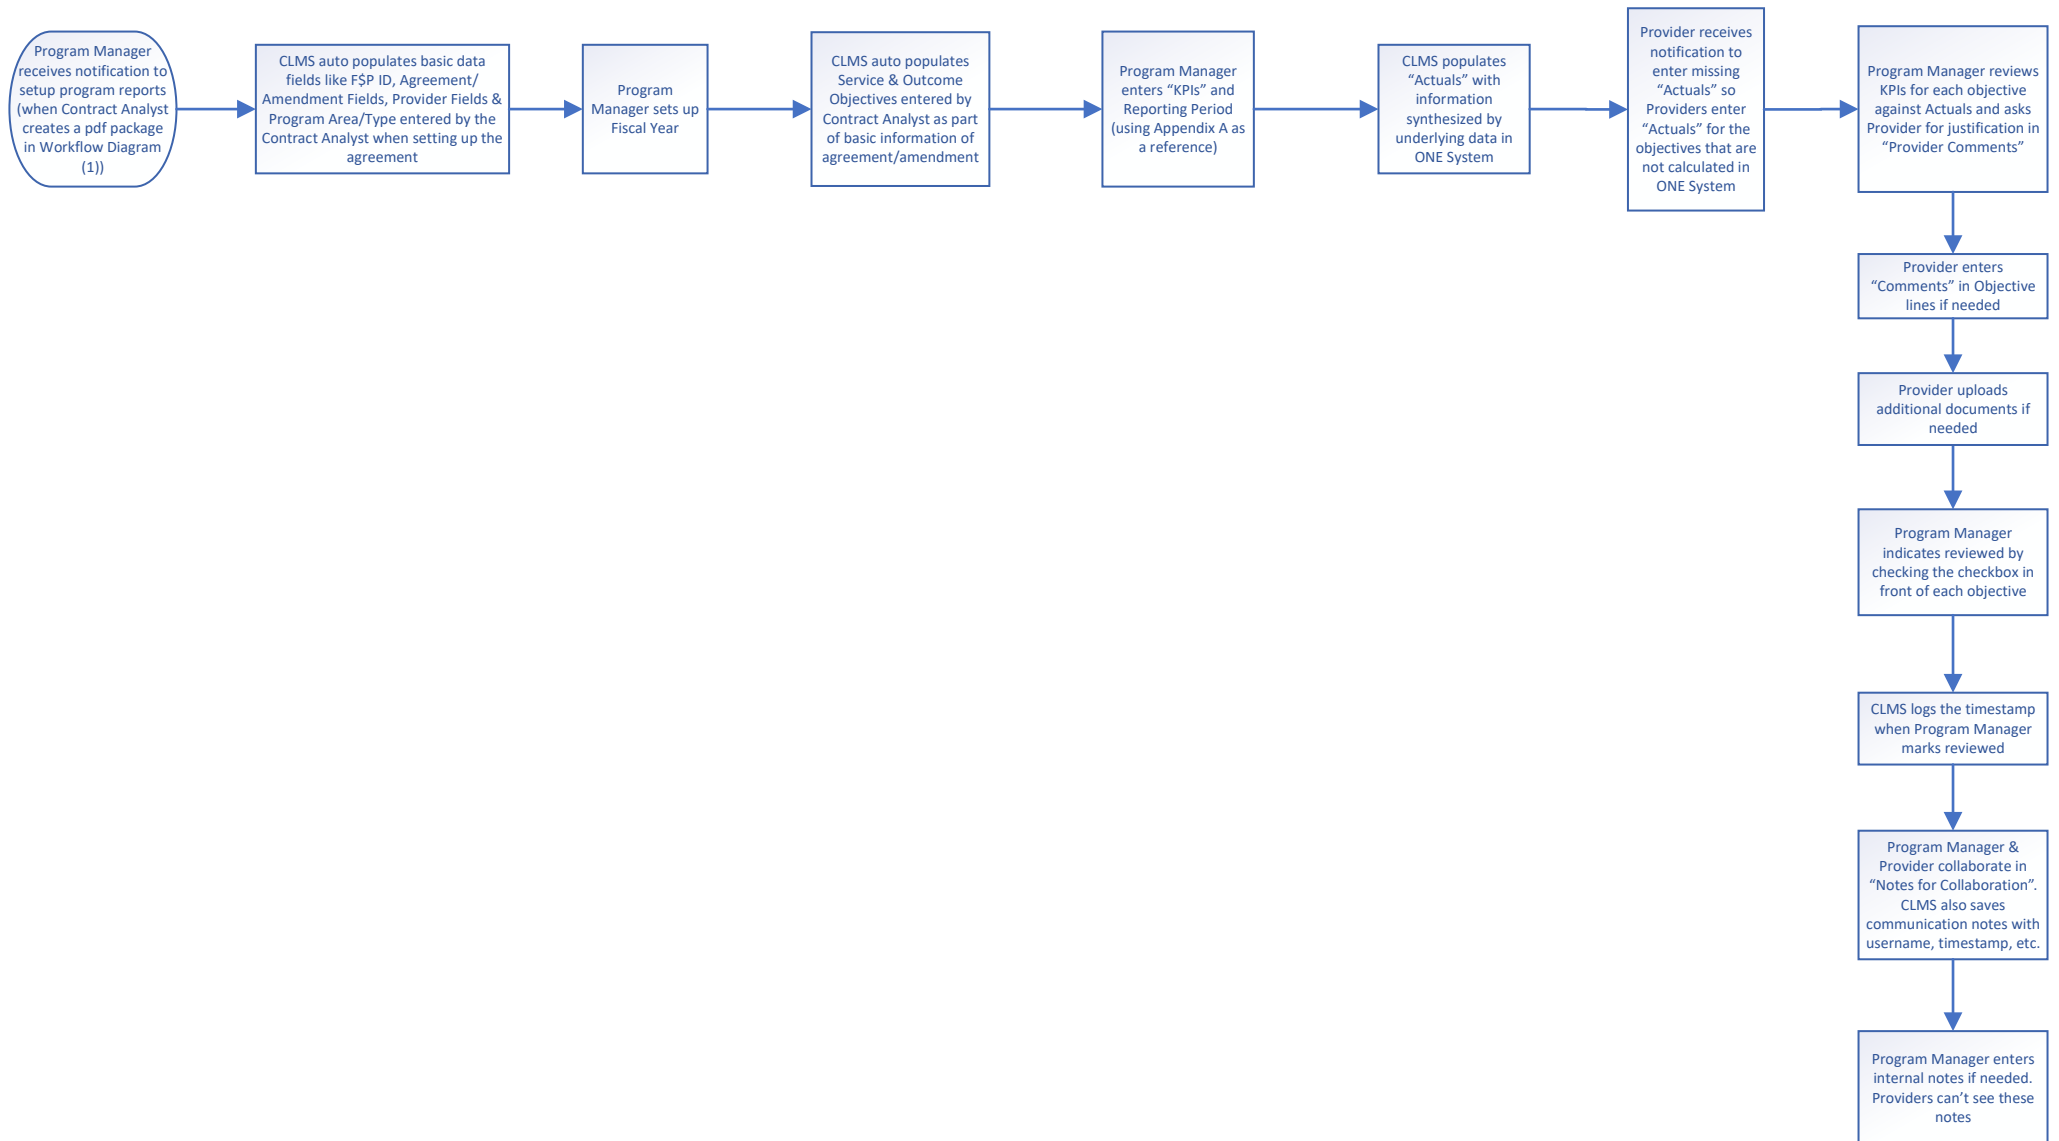 Program Manager
receives notification to
setup program reports
(when Contract Analyst
creates a pdf package
in Workflow Diagram
(1))
CLMS auto populates basic data
fields like F$P ID, Agreement/
Amendment Fields, Provider Fields &
Program Area/Type entered by the
Contract Analyst when setting up the
agreement
Program
Manager sets up
Fiscal Year
CLMS auto populates
Service & Outcome
Objectives entered by
Contract Analyst as part
of basic information of
agreement/amendment
Program Manager
enters “KPIs” and
Reporting Period
(using Appendix A as
a reference)
CLMS populates
“Actuals” with
information
synthesized by
underlying data in
ONE System
Provider receives
notification to
enter missing
“Actuals” so
Providers enter
“Actuals” for the
objectives that are
not calculated in
ONE System
Program Manager reviews
KPIs for each objective
against Actuals and asks
Provider for justification in
“Provider Comments”
Provider enters
“Comments” in Objective
lines if needed
Provider uploads
additional documents if
needed
Program Manager
indicates reviewed by
checking the checkbox in
front of each objective
CLMS logs the timestamp
when Program Manager
marks reviewed
Program Manager &
Provider collaborate in
“Notes for Collaboration”.
CLMS also saves
communication notes with
username, timestamp, etc.
Program Manager enters
internal notes if needed.
Providers can’t see these
notes